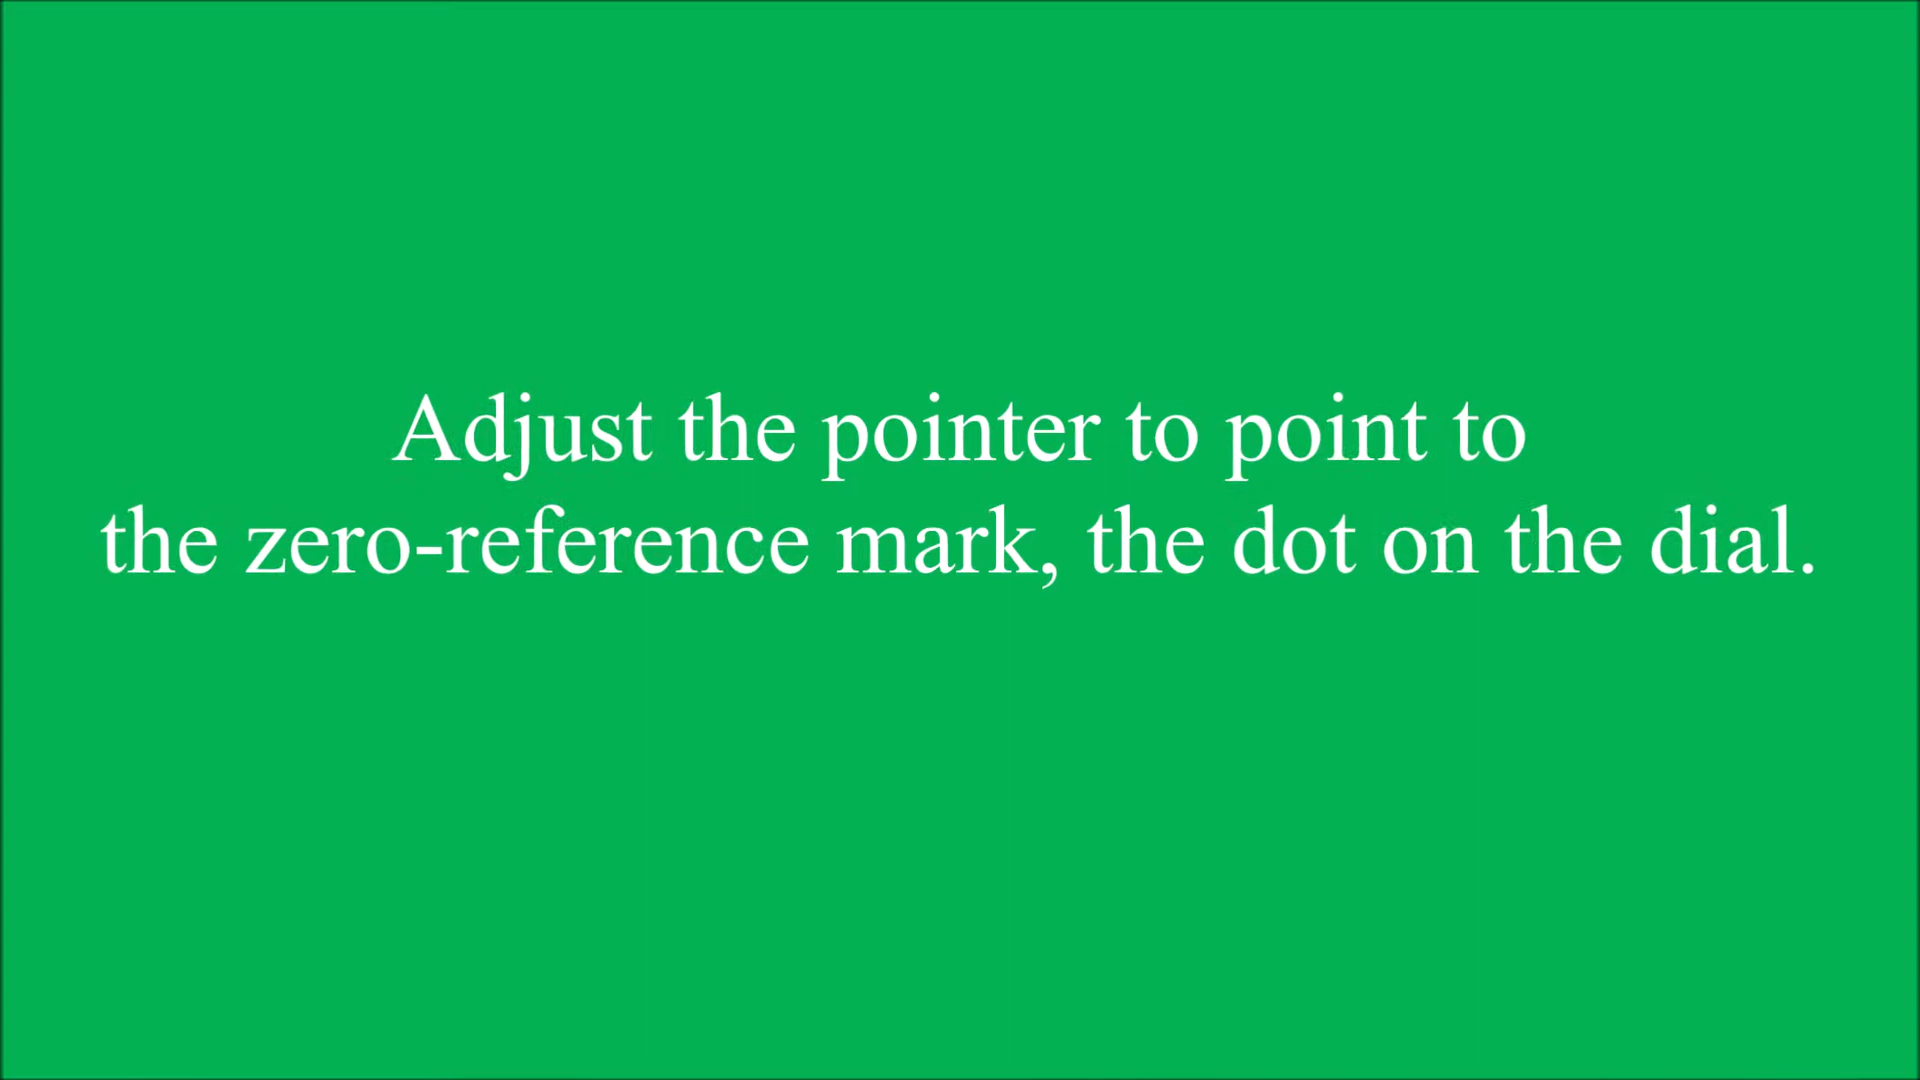 Adjust the pointer to point to
the zero-reference mark, the dot on the dial.